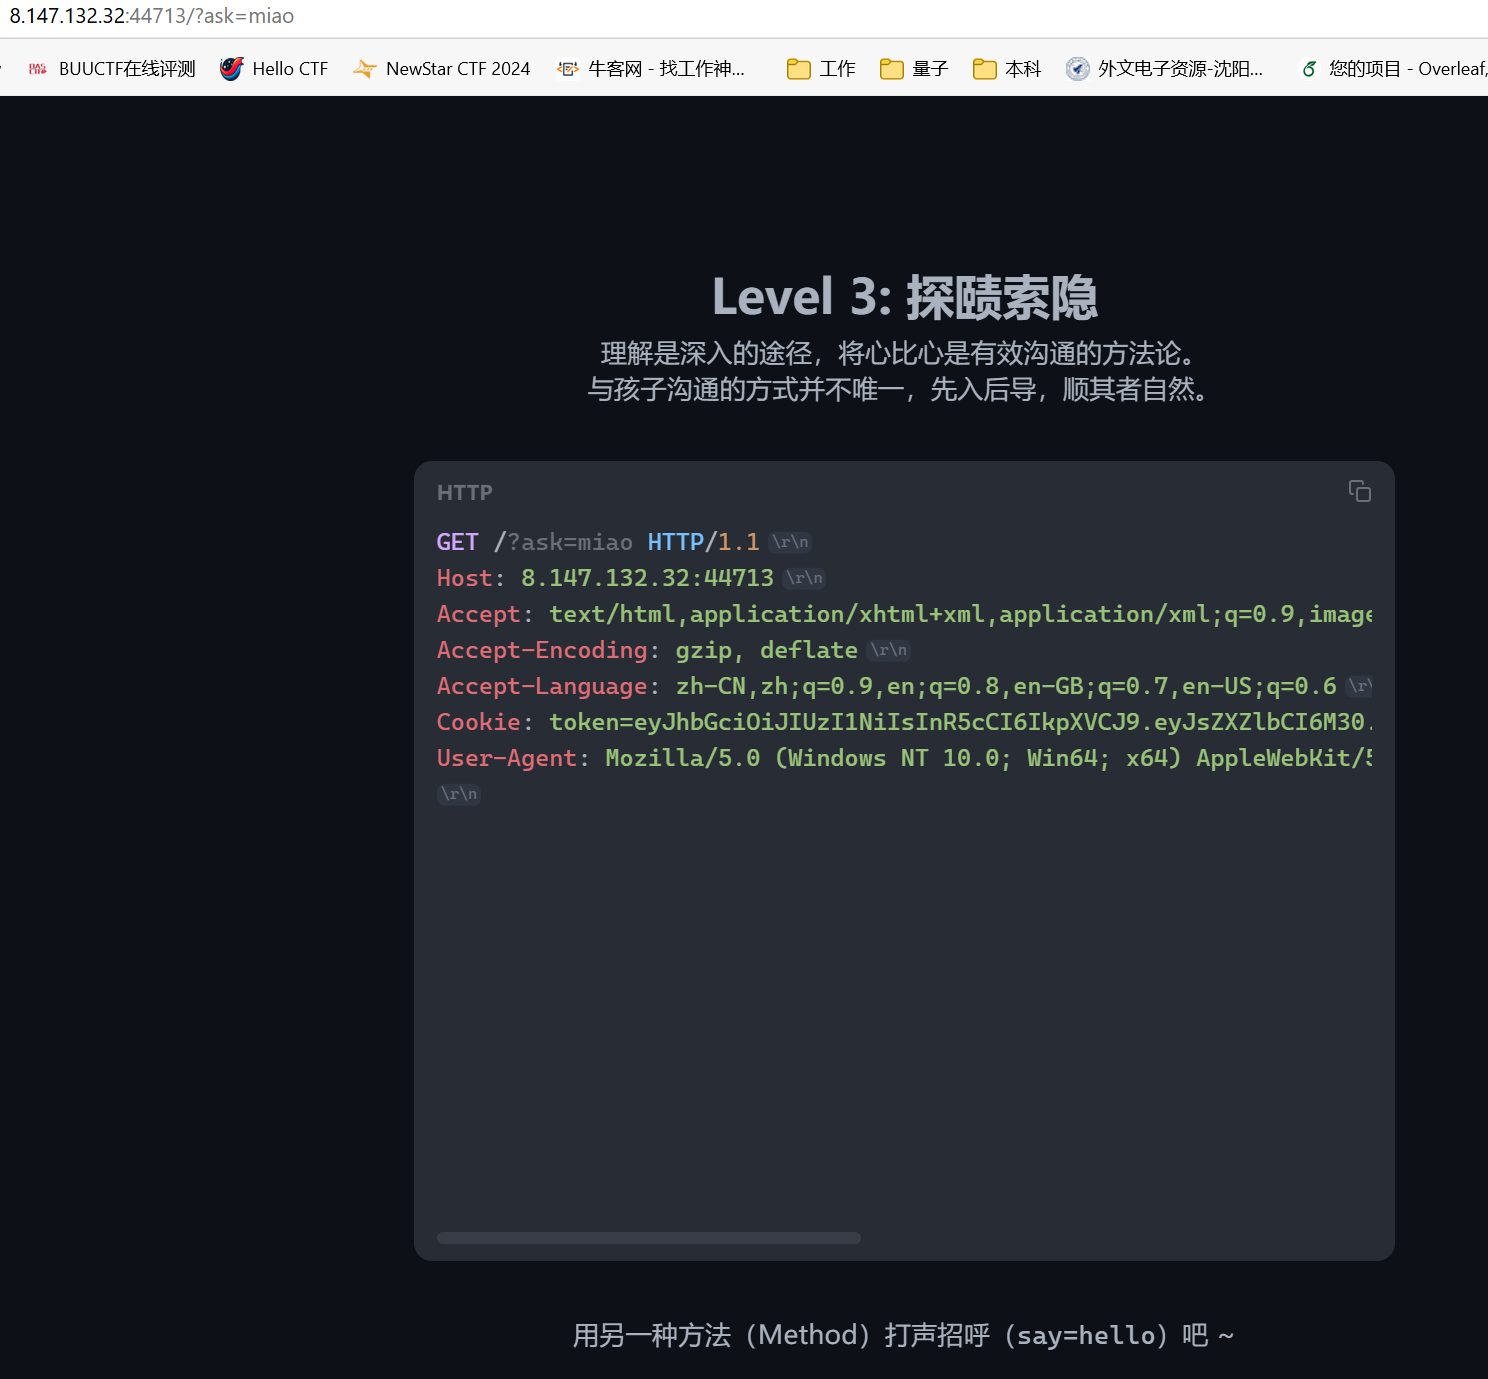 8.147.132.32:44713/?ask=miao
BUUCTF在线评测 Hello CTF NewStar CTF 2024 牛客网 - 找工作神... 工作 量子 本科 外文电子资源-沈阳... 您的项目 - Overleaf,
Level 3: 探赜索隐
理解是深入的途径，将心比心是有效沟通的方法论。
与孩子沟通的方式并不唯一，先入后导，顺其者自然。
HTTP
GET /?ask=miao HTTP/1.1 \r\n
Host: 8.147.132.32:44713 \r\n
Accept: text/html,application/xhtml+xml,application/xml;q=0.9,image
Accept-Encoding: gzip, deflate \r\n
Accept-Language: zh-CN,zh;q=0.9,en;q=0.8,en-GB;q=0.7,en-US;q=0.6 \r\
Cookie: token=eyJhbGciOiJIUzI1NiIsInR5cCI6IkpXVCJ9.eyJsZXZlbCI6M30.
User-Agent: Mozilla/5.0 (Windows NT 10.0; Win64; x64) AppleWebKit/5
\r\n
用另一种方法（Method）打声招呼（say=hello）吧 ~